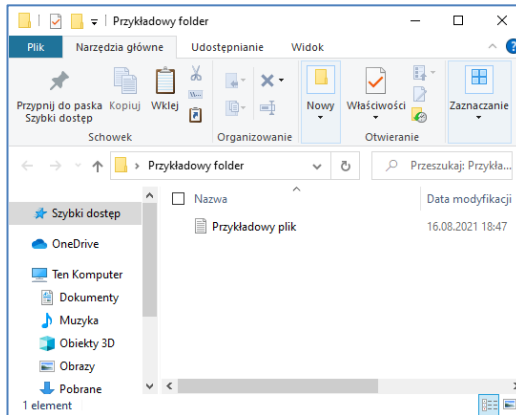 Przykładowy folder
Plik Narzędzia główne Udostępnianie Widok
Przypnij do paska Szybki dostęp
Kopiuj
Wklej
Schowek
Organizowanie
Nowy
Właściwości
Otwieranie
Zaznaczanie
Przykładowy folder
Przeszukaj: Przykła...
Szybki dostęp
OneDrive
Ten Komputer
Dokumenty
Muzyka
Obiekty 3D
Obrazy
Pobrane
Nazwa Data modyfikacji
Przykładowy plik 16.08.2021 18:47
1 element